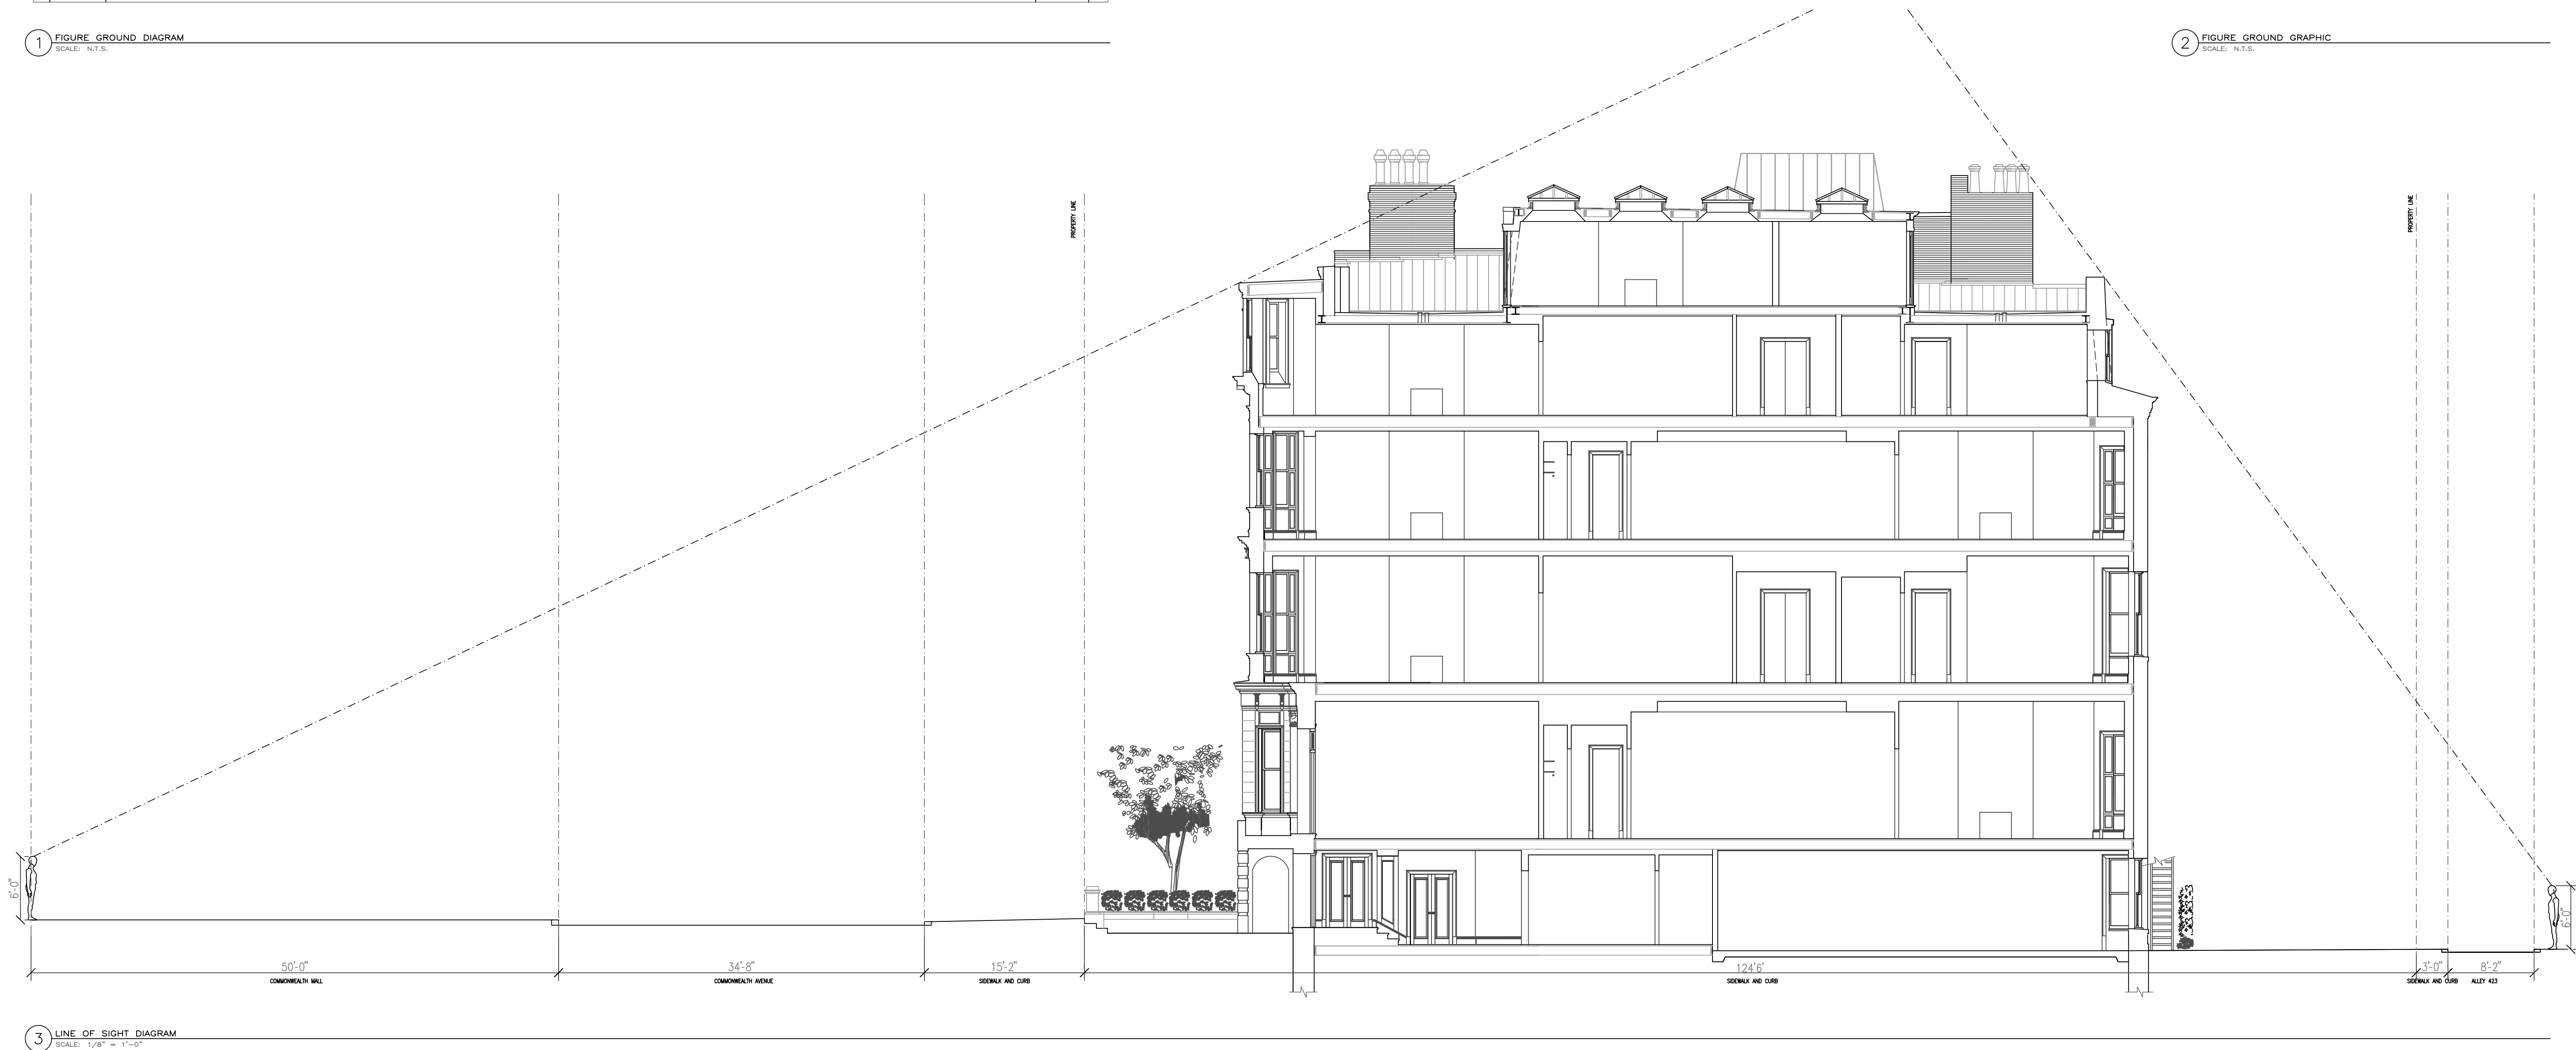 1 FIGURE GROUND DIAGRAM
SCALE: N.T.S.
2 FIGURE GROUND GRAPHIC
SCALE: N.T.S.
PROPERTY LINE
PROPERTY LINE
6'-0"
6'-0"
50'-0"
34'-8"
15'-2"
124'6'
3'-0"
8'-2"
COMMONWEALTH MALL
COMMONWEALTH AVENUE
SIDEWALK AND CURB
SIDEWALK AND CURB
SIDEWALK AND CURB
ALLEY 423
3 LINE OF SIGHT DIAGRAM
SCALE: 1/8" = 1'-0"